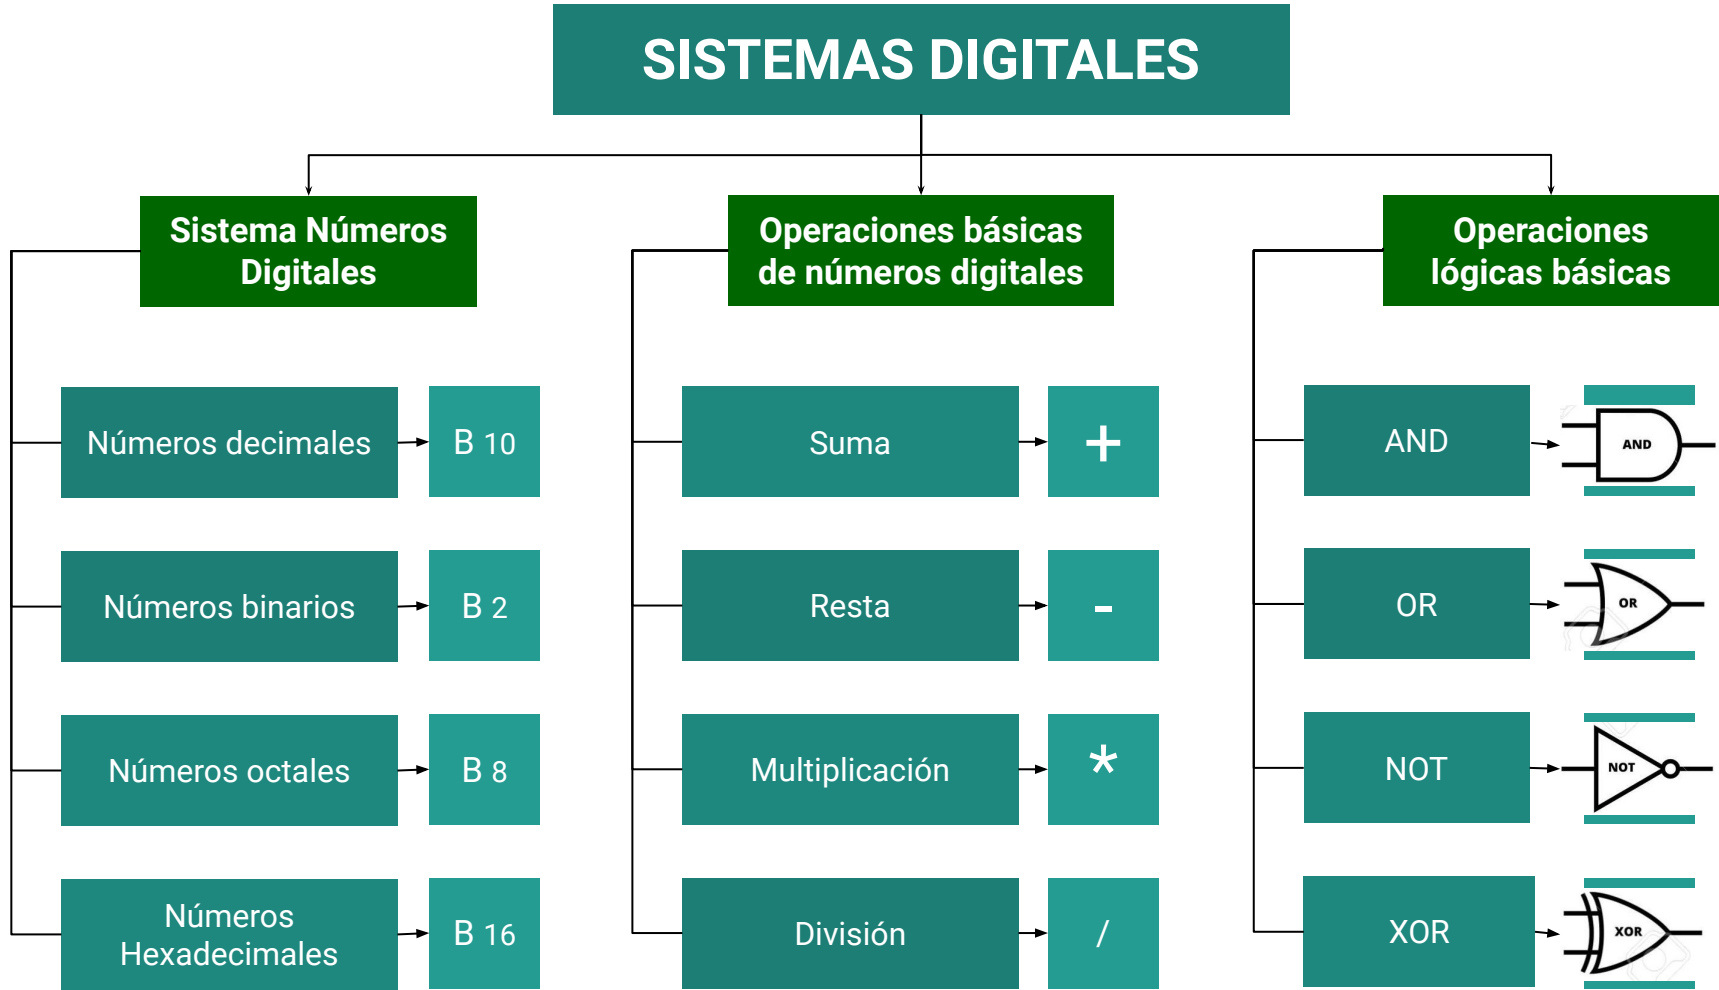 SISTEMAS DIGITALES
Sistema Números
Digitales
Números decimales
B 10
Números binarios
B 2
Números octales
B 8
Números
Hexadecimales
B 16
Operaciones básicas
de números digitales
Suma
+
Resta
-
Multiplicación
*
División
/
Operaciones
lógicas básicas
AND
AND
OR
OR
NOT
NOT
XOR
XOR